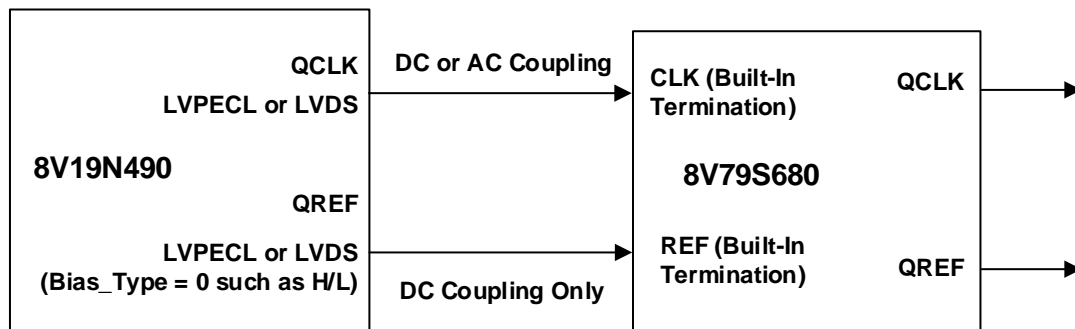 QCLK
LVPECL or LVDS
8V19N490
QREF
LVPECL or LVDS
(Bias_Type = 0 such as H/L)
DC or AC Coupling
DC Coupling Only
CLK (Built-In
Termination)
QCLK
8V79S680
REF (Built-In
Termination)
QREF